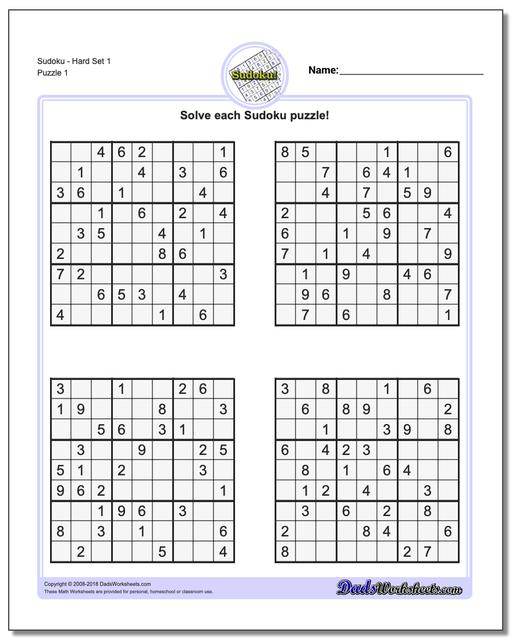 Sudoku - Hard Set 1
Puzzle 1
Sudoku!
Name:
Solve each Sudoku puzzle!
4 6 2 1
1 4 3 6
3 6 1 4
1 6 2 4
3 5 4 1
2 8 6
7 2 3
6 5 3 4
4 1 6
8 5 1 6
7 6 4 1
4 7 5 9
2 5 6 4
6 1 9 7
7 1 4 9
1 9 4 6
9 6 8 7
7 6 1
3 1 2 6
1 9 8 3
5 6 3 1
3 9 2 5
5 1 2 3
9 6 2 1
1 9 6 3
8 3 1 6
2 5 4
3 8 1 6
6 8 9 2
1 3 9 8
6 4 2 3
8 1 6 4
1 2 4 3
3 6 2 8
2 8 4 6
8 2 7
Copyright © 2008-2018 DadsWorksheets.com
These Math Worksheets are provided for personal, homeschool or classroom use.
DadsWorksheets.com